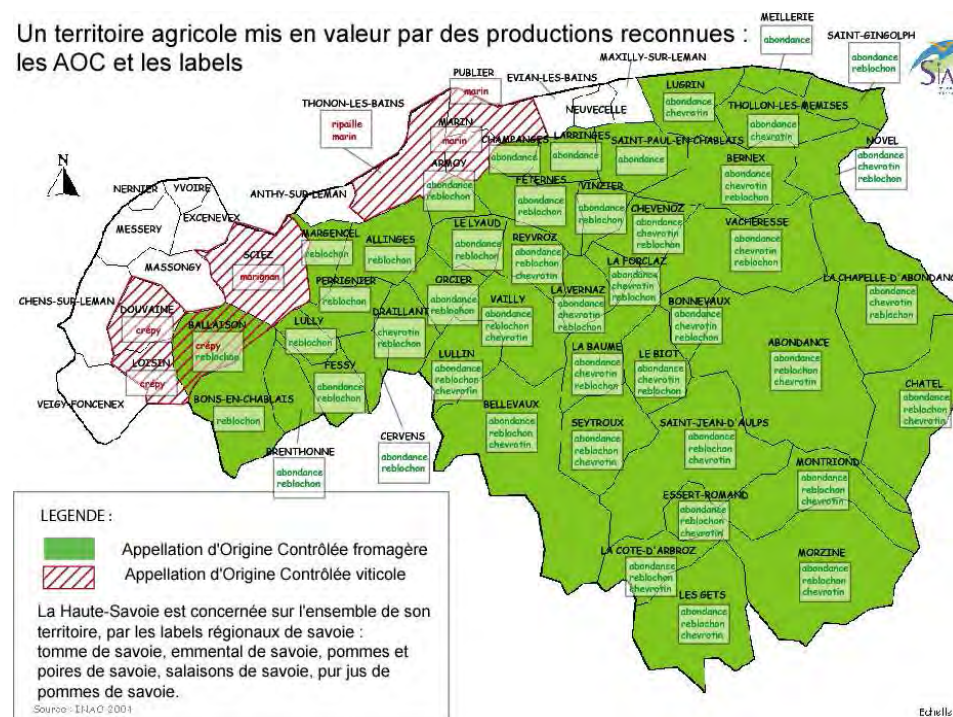 Un territoire agricole mis en valeur par des productions reconnues :
les AOC et les labels
MEILLERIE
abondance
SAINT-GINGOLPH
abondance
reblochon
MAXILLY-SUR-LEMAN
EVIAN-LES-BAINS
NEUVECELLE
PUBLIER
marin
THONON-LES-BAINS
ripaille
marin
MARIN
marin
LUGRIN
abondance
chevrotin
THOLLON-LES-MEMISES
abondance
chevrotin
CHAMPANGES
abondance
LARRINGES
abondance
SAINT-PAUL-EN-CHABLAIS
abondance
NOVEL
abondance
chevrotin
reblochon
N
ARMOY
abondance
reblochon
BERNEX
abondance
chevrotin
reblochon
ANTHY-SUR-LEMAN
NERNIER
YVOIRE
EXCENEVEX
MESSERY
MASSONGY
CHENS-SUR-LEMAN
VEIGY-FONCENEX
FETERNES
abondance
reblochon
VINZIER
abondance
reblochon
CHEVENOZ
abondance
chevrotin
reblochon
VACHERESSE
abondance
chevrotin
reblochon
SCIEZ
marignan
MARGENCEL
reblochon
ALLINGES
reblochon
LE LYAUD
abondance
reblochon
REYVROZ
abondance
reblochon
chevrotin
LA FORCLAZ
abondance
reblochon
chevrotin
LA CHAPELLE-D'ABONDANC
abondance
chevrotin
reblochon
PERRIGNIER
reblochon
ORCIER
abondance
reblochon
VAILLY
abondance
reblochon
chevrotin
LA VERNAZ
abondance
chevrotin
reblochon
BONNEVAUX
abondance
chevrotin
reblochon
DOUVAINE
crépy
BALLAISON
crépy
reblochon
LULLY
reblochon
DRAILLANT
chevrotin
reblochon
LOISIN
crépy
FESSY
abondance
reblochon
LULLIN
abondance
reblochon
chevrotin
LA BAUME
abondance
reblochon
chevrotin
LE BIOT
abondance
reblochon
chevrotin
ABONDANCE
abondance
reblochon
chevrotin
CHATEL
abondance
reblochon
chevrotin
BONS-EN-CHABLAIS
reblochon
BRENTHONNE
abondance
reblochon
CERVENS
abondance
reblochon
BELLEVAUX
abondance
reblochon
chevrotin
SEYTROUX
abondance
reblochon
chevrotin
SAINT-JEAN-D'AULPS
abondance
reblochon
chevrotin
MONTRIOND
abondance
reblochon
chevrotin
ESSERT-ROMAND
abondance
reblochon
chevrotin
LA COTE-D'ARBROZ
abondance
reblochon
chevrotin
MORZINE
abondance
reblochon
chevrotin
LES GETS
abondance
reblochon
chevrotin
LEGENDE :
Appellation d'Origine Contrôlée fromagère
Appellation d'Origine Contrôlée viticole
La Haute-Savoie est concernée sur l'ensemble de son
territoire, par les labels régionaux de savoie :
tomme de savoie, emmental de savoie, pommes et
poires de savoie, salaisons de savoie, pur jus de
pommes de savoie.
Source : INAO 2001
Echelle